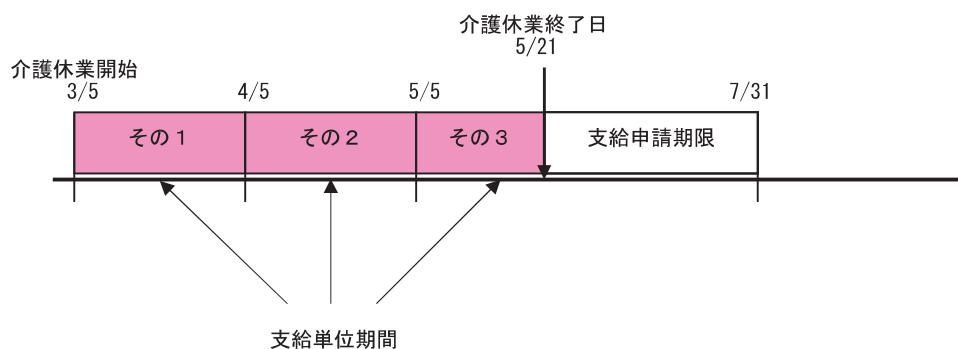 介護休業終了日
5/21
介護休業開始
3/5
4/5
5/5
7/31
その1
その2
その3
支給申請期限
支給単位期間